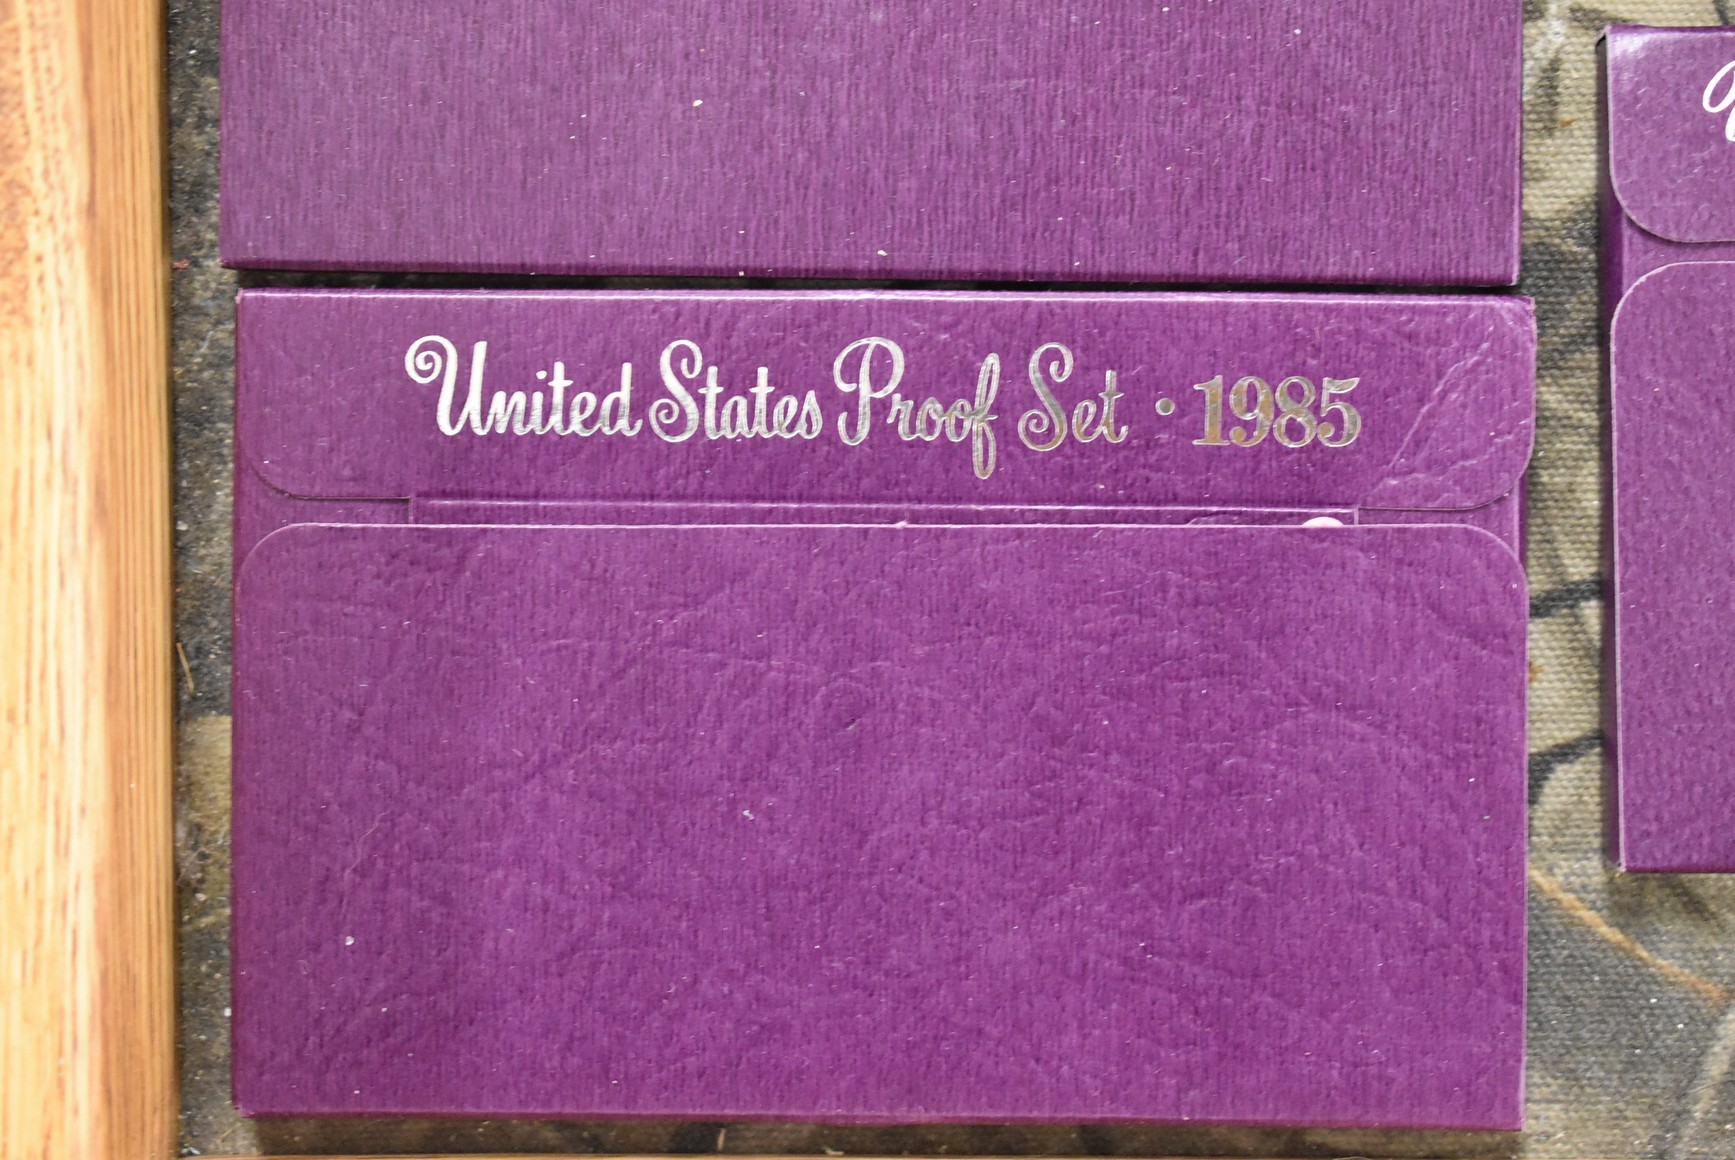 United States Proof Set · 1985